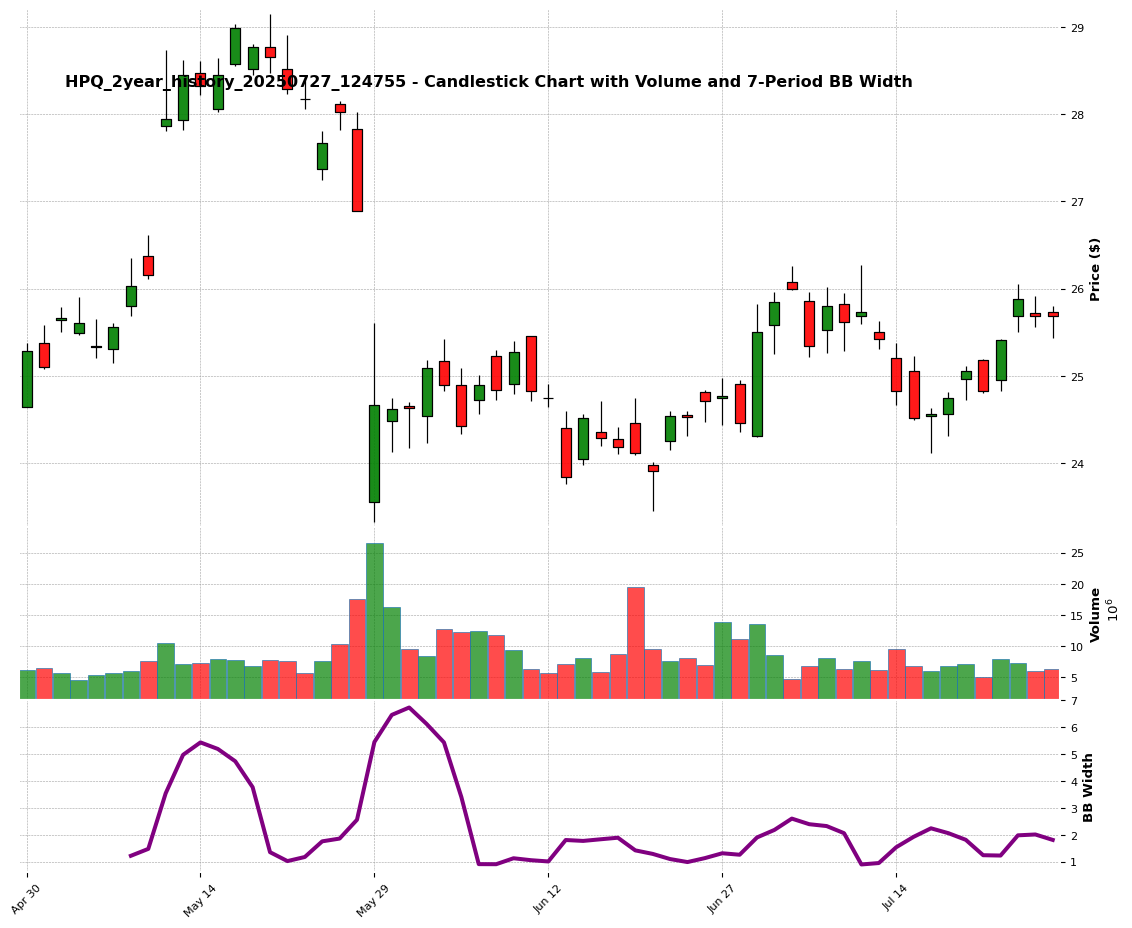 HPQ_2year_history_20250727_124755 - Candlestick Chart with Volume and 7-Period BB Width
29
28
27
26
25
24
Price ($)
25
20
15
10
5
Volume
10^6
7
6
5
4
3
2
1
BB Width
Apr 30
May 14
May 29
Jun 12
Jun 27
Jul 14